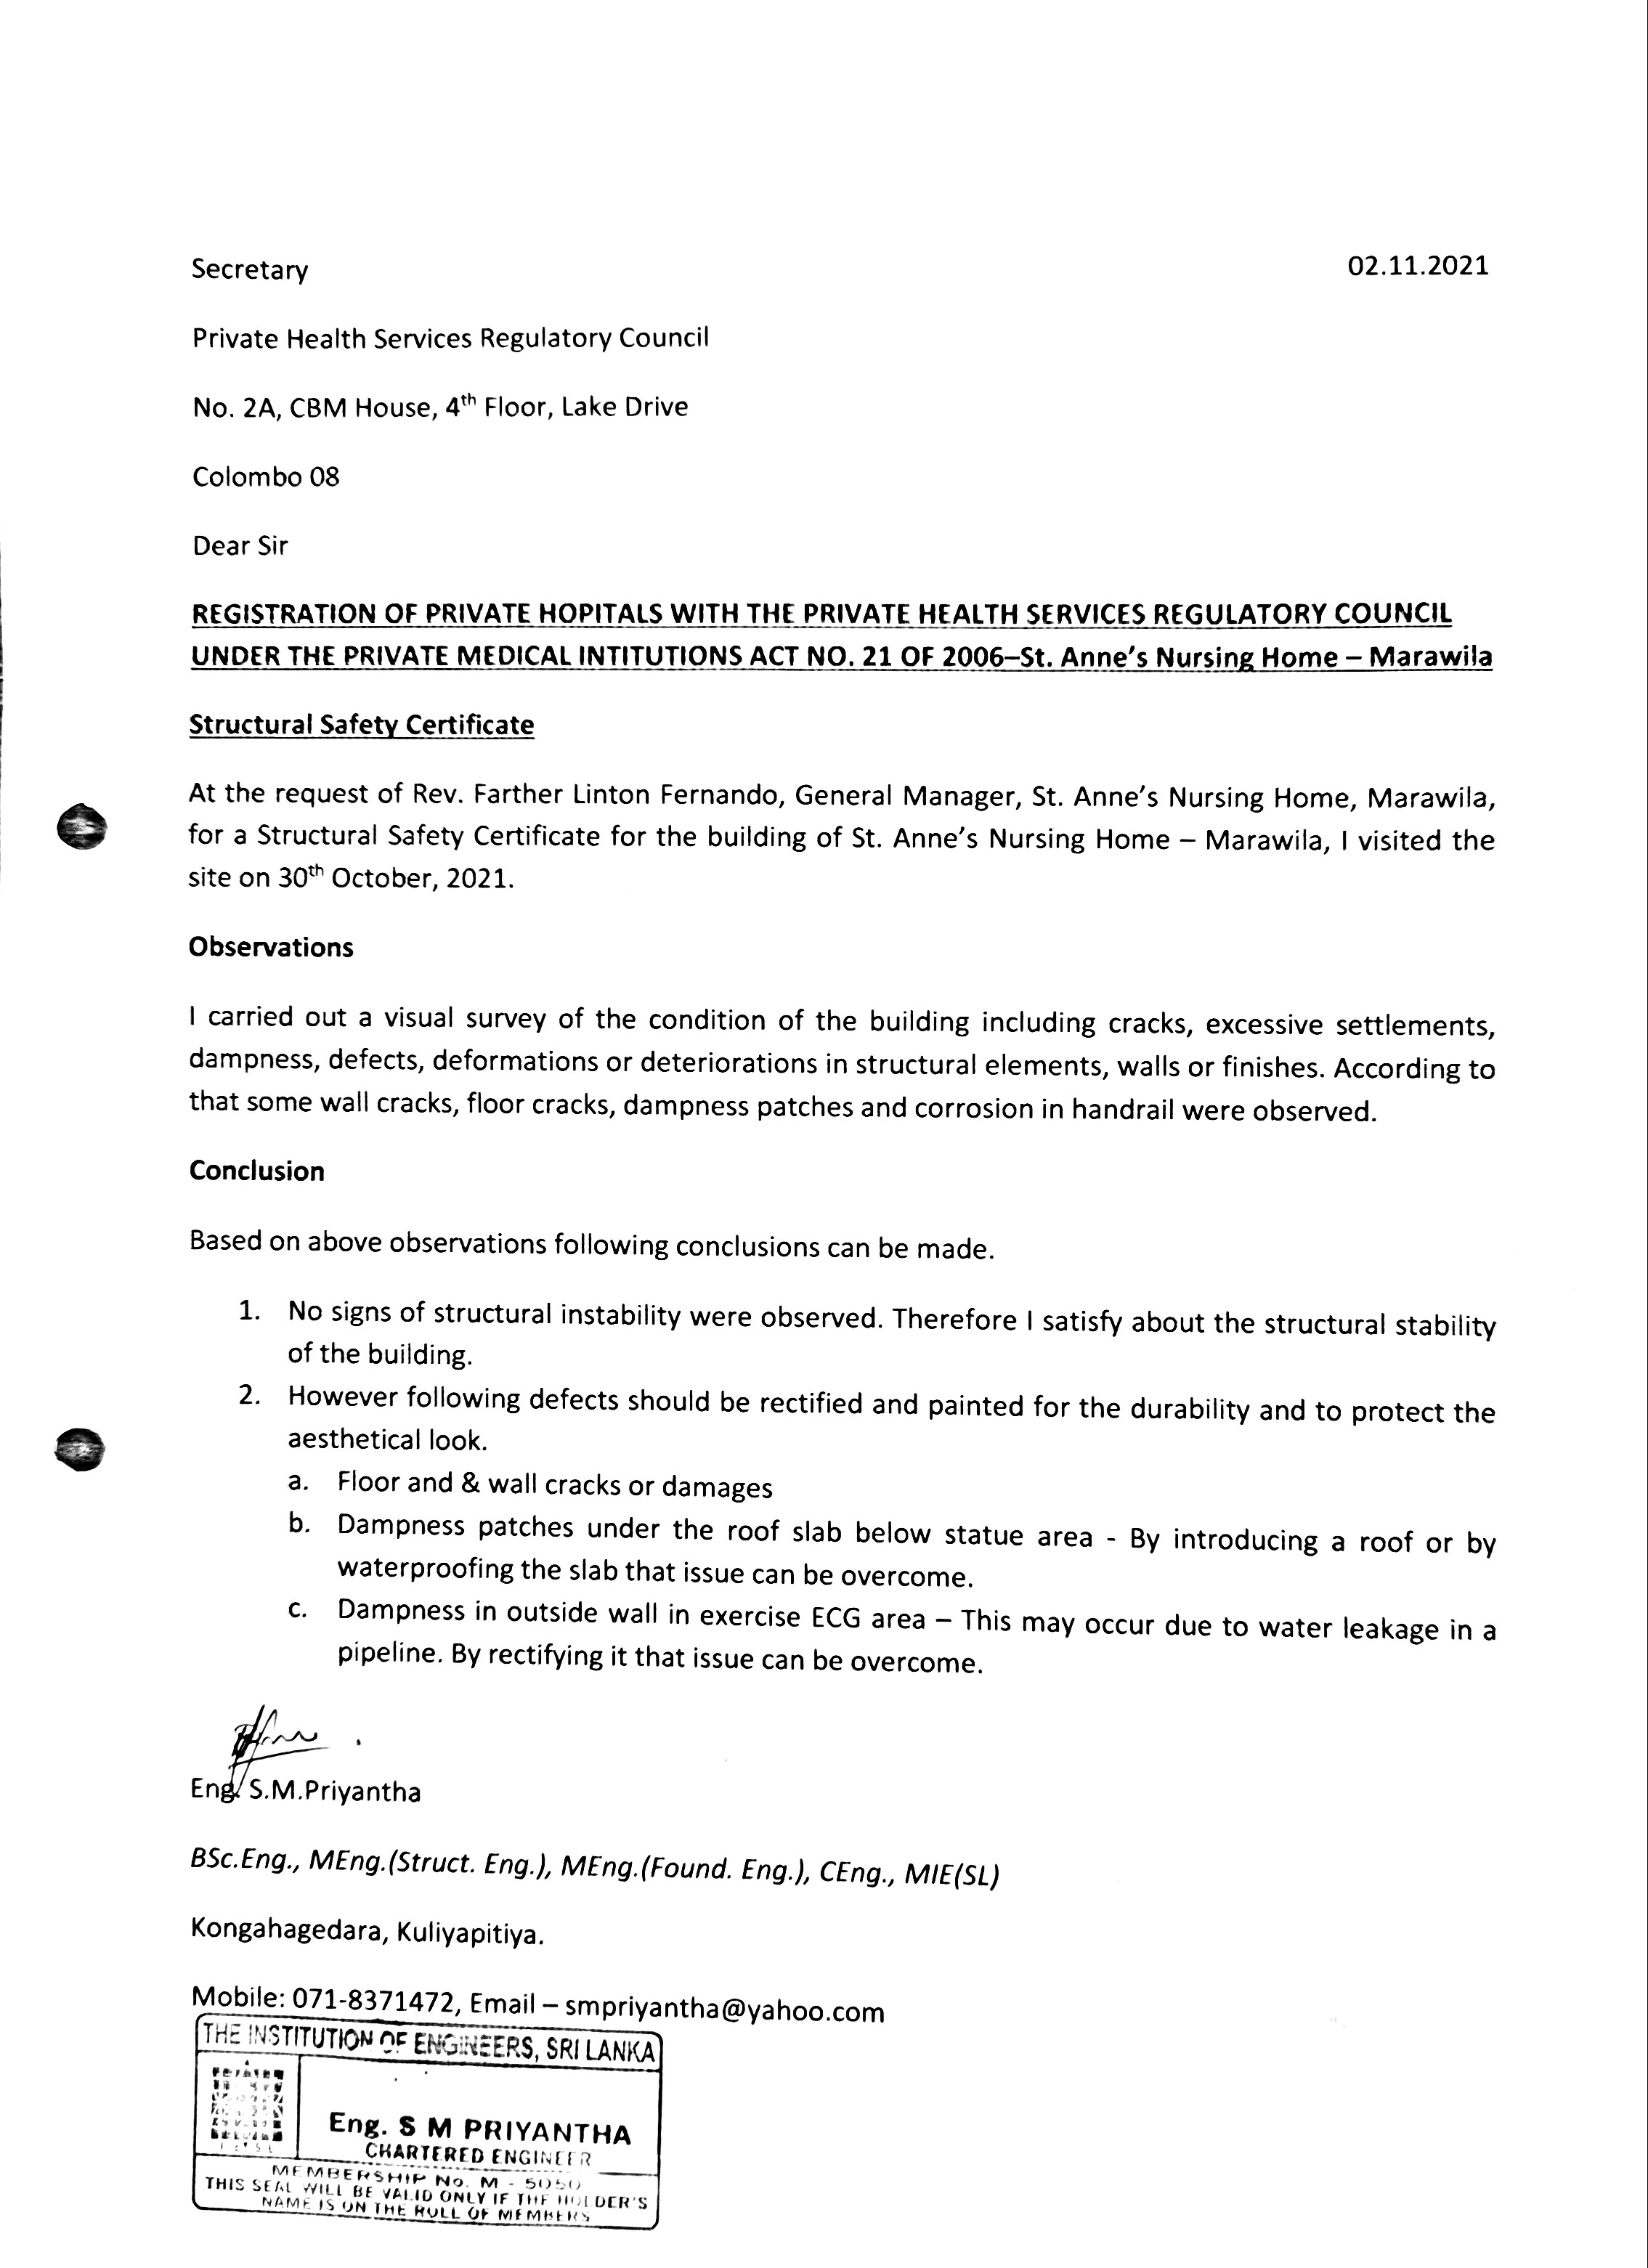 Secretary 02.11.2021
Private Health Services Regulatory Council
No. 2A, CBM House, 4th Floor, Lake Drive
Colombo 08
Dear Sir
REGISTRATION OF PRIVATE HOPITALS WITH THE PRIVATE HEALTH SERVICES REGULATORY COUNCIL
UNDER THE PRIVATE MEDICAL INTITUTIONS ACT NO. 21 OF 2006–St. Anne's Nursing Home – Marawila
Structural Safety Certificate
At the request of Rev. Farther Linton Fernando, General Manager, St. Anne's Nursing Home, Marawila,
for a Structural Safety Certificate for the building of St. Anne's Nursing Home – Marawila, I visited the
site on 30th October, 2021.
Observations
I carried out a visual survey of the condition of the building including cracks, excessive settlements,
dampness, defects, deformations or deteriorations in structural elements, walls or finishes. According to
that some wall cracks, floor cracks, dampness patches and corrosion in handrail were observed.
Conclusion
Based on above observations following conclusions can be made.
1. No signs of structural instability were observed. Therefore I satisfy about the structural stability
of the building.
2. However following defects should be rectified and painted for the durability and to protect the
aesthetical look.
a. Floor and & wall cracks or damages
b. Dampness patches under the roof slab below statue area - By introducing a roof or by
waterproofing the slab that issue can be overcome.
c. Dampness in outside wall in exercise ECG area – This may occur due to water leakage in a
pipeline. By rectifying it that issue can be overcome.
Eng. S.M.Priyantha
BSc.Eng., MEng.(Struct. Eng.), MEng.(Found. Eng.), CEng., MIE(SL)
Kongahagedara, Kuliyapitiya.
Mobile: 071-8371472, Email – smpriyantha@yahoo.com
THE INSTITUTION OF ENGINEERS, SRI LANKA
Eng. S M PRIYANTHA
CHARTERED ENGINEER
MEMBERSHIP No. M - 5050
THIS SEAL WILL BE VALID ONLY IF THE HOLDER'S
NAME IS ON THE ROLL OF MEMBERS